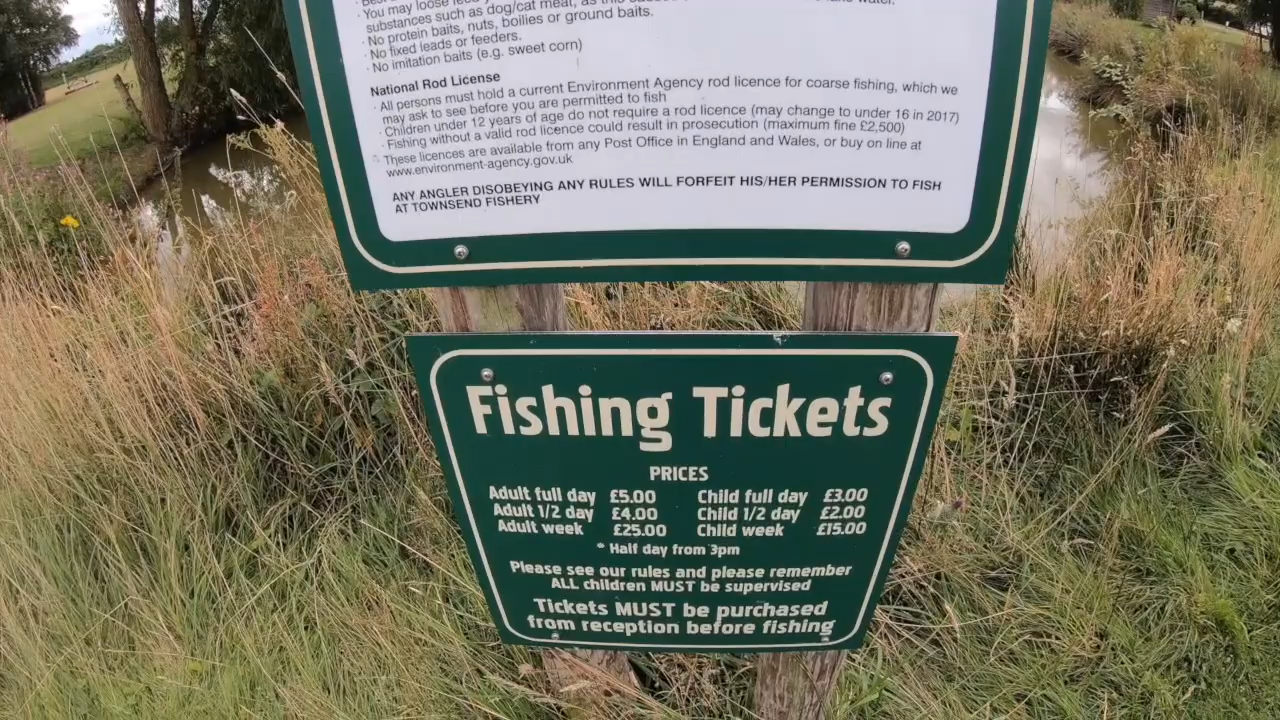 · You may loose feed
substances such as dog/cat meat, as this
· No protein baits, nuts, boilies or ground baits.
· No fixed leads or feeders.
· No imitation baits (e.g. sweet corn)
National Rod License
· All persons must hold a current Environment Agency rod licence for coarse fishing, which we
may ask to see before you are permitted to fish
· Children under 12 years of age do not require a rod licence (may change to under 16 in 2017)
· Fishing without a valid rod licence could result in prosecution (maximum fine £2,500)
· These licences are available from any Post Office in England and Wales, or buy on line at
www.environment-agency.gov.uk
ANY ANGLER DISOBEYING ANY RULES WILL FORFEIT HIS/HER PERMISSION TO FISH
AT TOWNSEND FISHERY
Fishing Tickets
PRICES
Adult full day £5.00 Child full day £3.00
Adult 1/2 day £4.00 Child 1/2 day £2.00
Adult week £25.00 Child week £15.00
* Half day from 3pm
Please see our rules and please remember
ALL children MUST be supervised
Tickets MUST be purchased
from reception before fishing